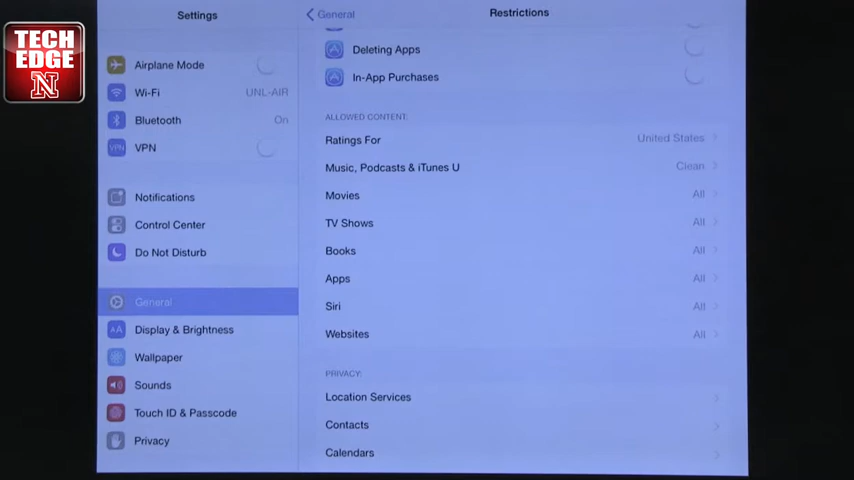 TECH
EDGE
N
Settings
General
Restrictions
Airplane Mode
Wi-Fi
UNL-AIR
Bluetooth
On
VPN
VPN
Notifications
Control Center
Do Not Disturb
General
AA
Display & Brightness
Wallpaper
Sounds
Touch ID & Passcode
Privacy
Deleting Apps
In-App Purchases
ALLOWED CONTENT:
Ratings For
United States
Music, Podcasts & iTunes U
Clean
Movies
All
TV Shows
All
Books
All
Apps
All
Siri
All
Websites
All
PRIVACY:
Location Services
Contacts
Calendars